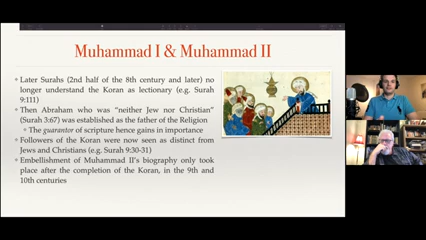 Muhammad I & Muhammad II
Later Surahs (2nd half of the 8th century and later) no
longer understand the Koran as lectionary (e.g. Surah
9:111)
Then Abraham who was “neither Jew nor Christian”
(Surah 3:67) was established as the father of the Religion
The guarantor of scripture hence gains in importance
Followers of the Koran were now seen as distinct from
Jews and Christians (e.g. Surah 9:30-31)
Embellishment of Muhammad II's biography only took
place after the completion of the Koran, in the 9th and
10th centuries